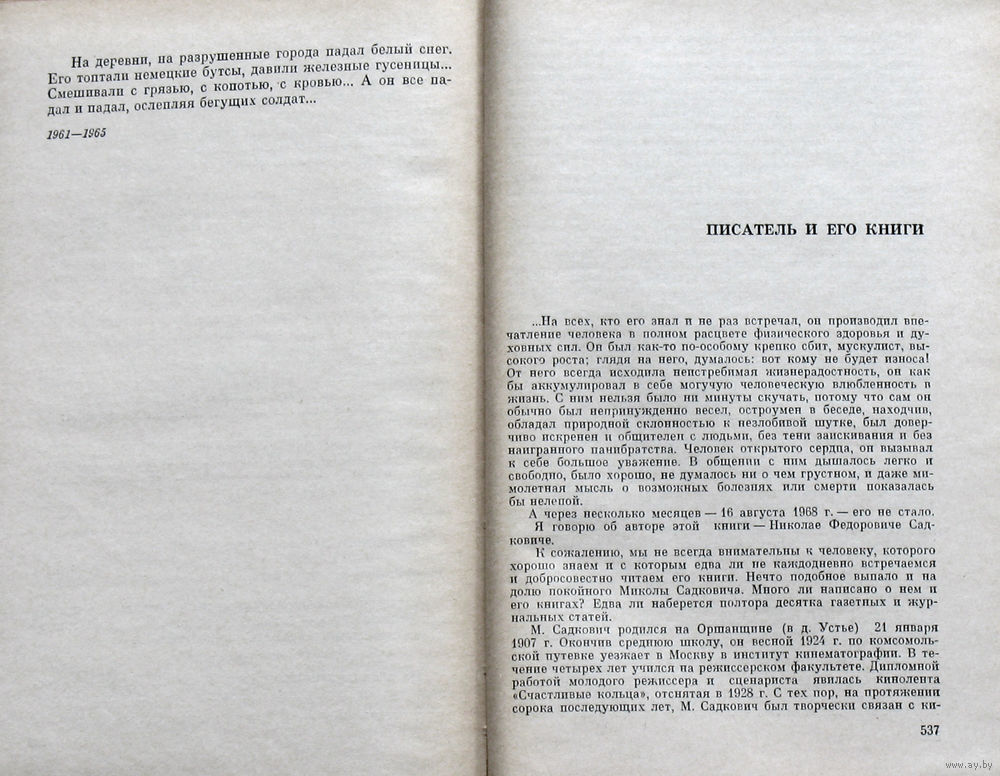 На деревни, на разрушенные города падал белый снег.
Его топтали немецкие бутсы, давили железные гусеницы...
Смешивали с грязью, с копотью, с кровью... А он все па-
дал и падал, ослепляя бегущих солдат...
1961—1965
ПИСАТЕЛЬ И ЕГО КНИГИ
...На всех, кто его знал и не раз встречал, он производил впе-
чатление человека в полном расцвете физического здоровья и ду-
ховных сил. Он был как-то по-особому крепко сбит, мускулист, вы-
сокого роста; глядя на него, думалось: вот кому не будет износа!
От него всегда исходила неистребимая жизнерадостность, он как
бы аккумулировал в себе могучую человеческую влюбленность в
жизнь. С ним нельзя было ни минуты скучать, потому что сам он
обычно был непринужденно весел, остроумен в беседе, находчив,
обладал природной склонностью к незлобивой шутке, был довер-
чиво искренен и общителен с людьми, без тени заискивания и без
наигранного панибратства. Человек открытого сердца, он вызывал
к себе большое уважение. В общении с ним дышалось легко и
свободно, было хорошо, не думалось ни о чем грустном, и даже ми-
молетная мысль о возможных болезнях или смерти показалась
бы нелепой.
А через несколько месяцев — 16 августа 1968 г. — его не стало.
Я говорю об авторе этой книги — Николае Федоровиче Сад-
ковиче.
К сожалению, мы не всегда внимательны к человеку, которого
хорошо знаем и с которым едва ли не каждодневно встречаемся
и добросовестно читаем его книги. Нечто подобное выпало и на
долю покойного Миколы Садковича. Много ли написано о нем и
его книгах? Едва ли наберется полтора десятка газетных и жур-
нальных статей.
М. Садкович родился на Оршанщине (в д. Устье) 21 января
1907 г. Окончив среднюю школу, он весной 1924 г. по комсомоль-
ской путевке уезжает в Москву в институт кинематографии. В те-
чение четырех лет учился на режиссерском факультете. Дипломной
работой молодого режиссера и сценариста явилась кинолента
«Счастливые кольца», отснятая в 1928 г. С тех пор, на протяжении
сорока последующих лет, М. Садкович был творчески связан с ки-
537
www.ay.by